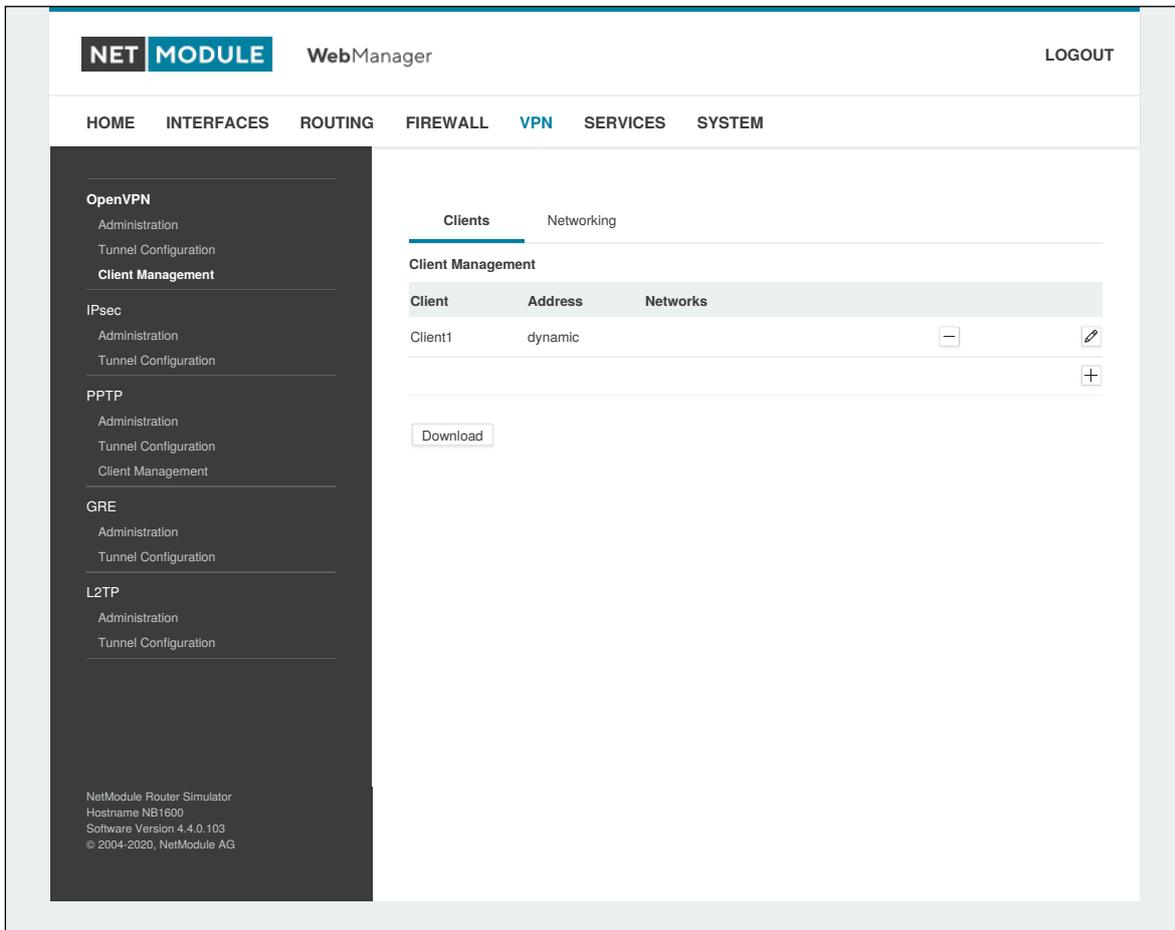 NET MODULE WebManager LOGOUT
HOME INTERFACES ROUTING FIREWALL VPN SERVICES SYSTEM
OpenVPN
Administration
Tunnel Configuration
Client Management
IPsec
Administration
Tunnel Configuration
PPTP
Administration
Tunnel Configuration
Client Management
GRE
Administration
Tunnel Configuration
L2TP
Administration
Tunnel Configuration
NetModule Router Simulator
Hostname NB1600
Software Version 4.4.0.103
© 2004-2020, NetModule AG
Clients Networking
Client Management
Client Address Networks
Client1 dynamic
Download